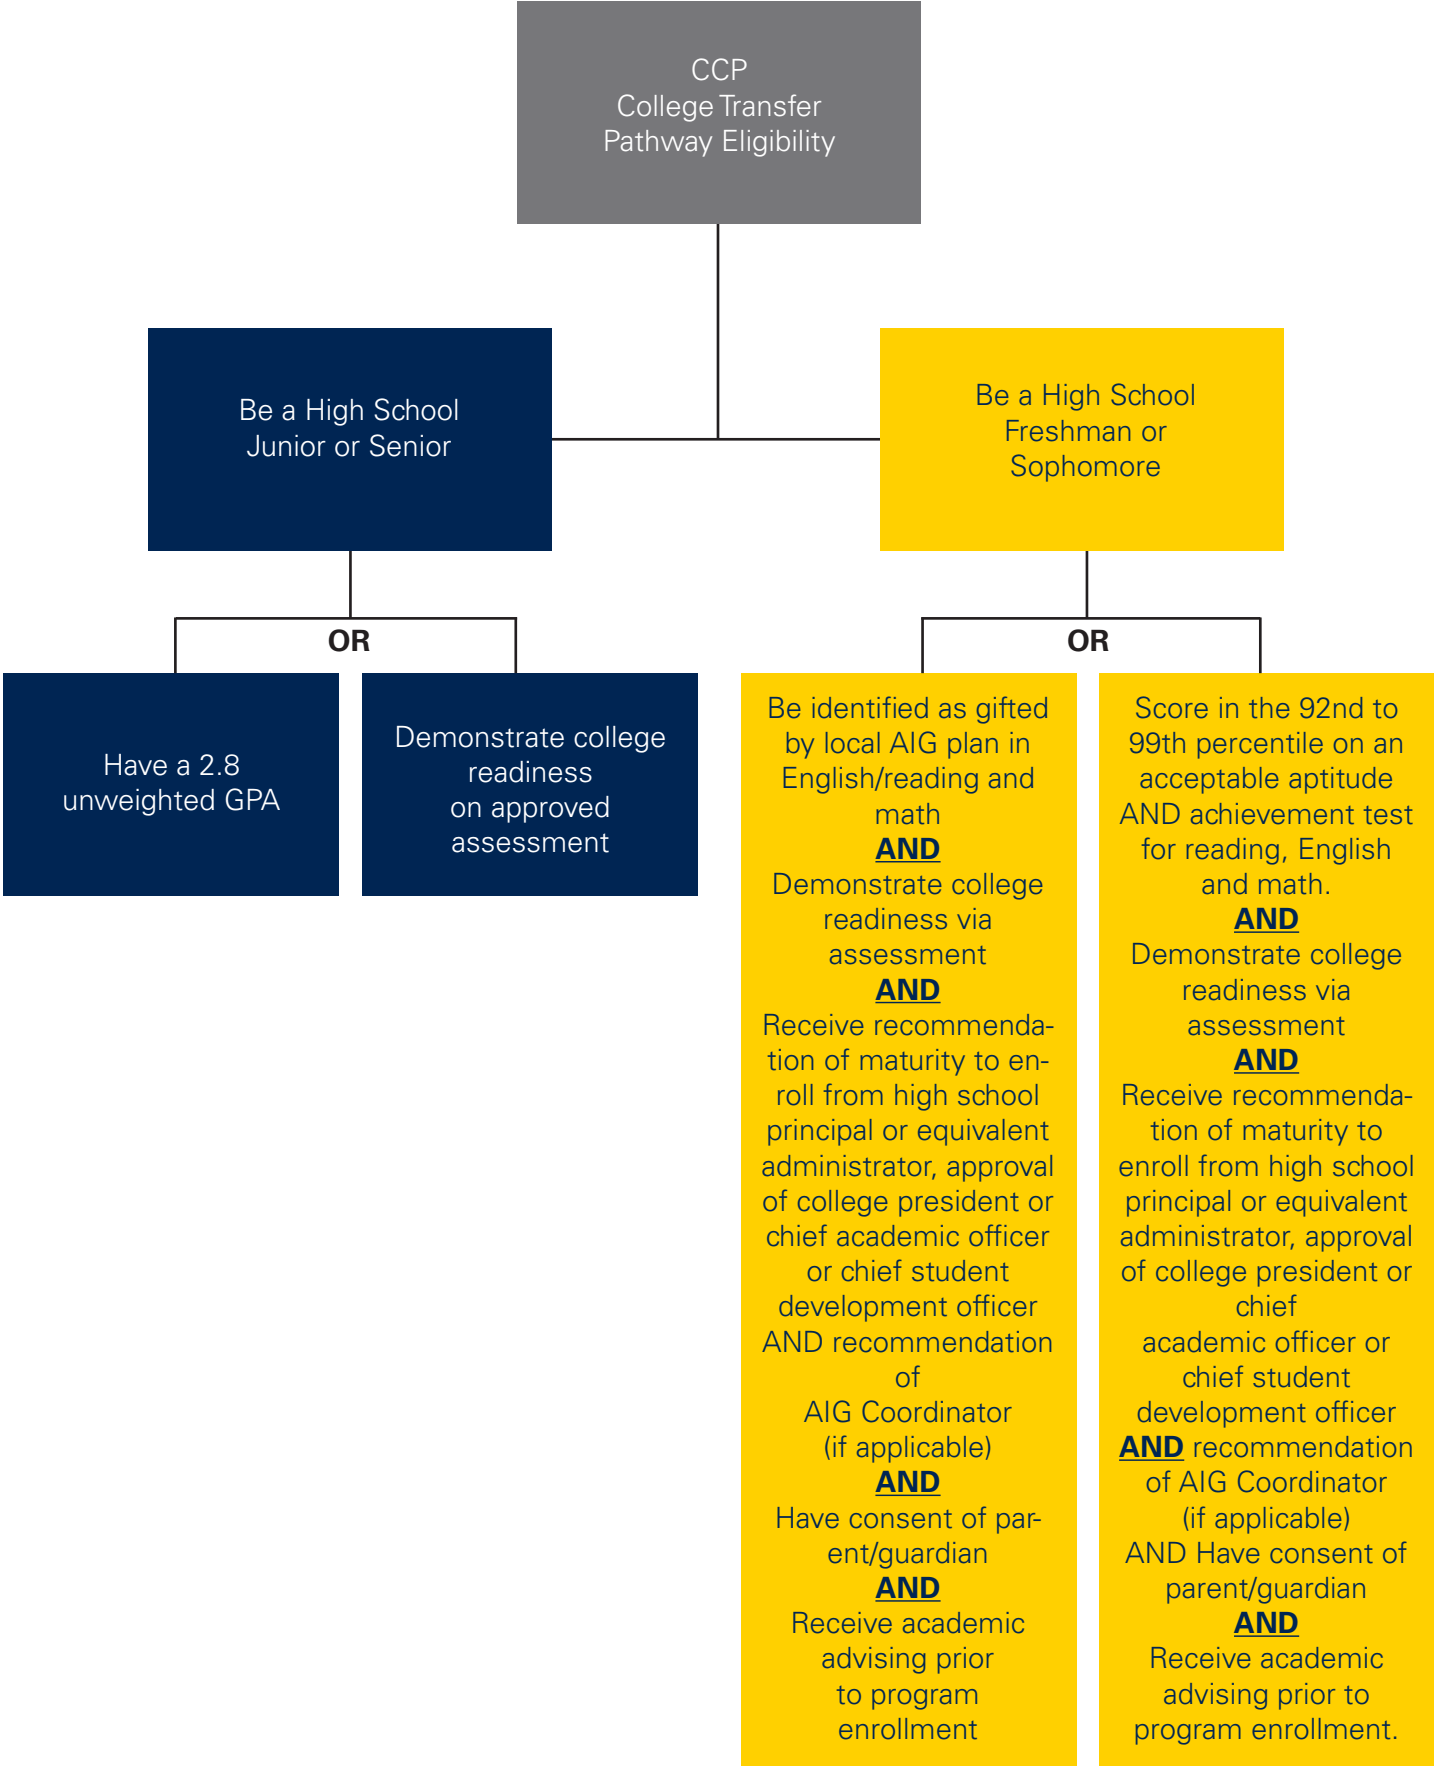 CCP
College Transfer
Pathway Eligibility
Be a High School
Junior or Senior
Be a High School
Freshman or
Sophomore
OR
OR
Have a 2.8
unweighted GPA
Demonstrate college
readiness
on approved
assessment
Be identified as gifted
by local AIG plan in
English/reading and
math
AND
Demonstrate college
readiness via
assessment
AND
Receive recommenda-
tion of maturity to en-
roll from high school
principal or equivalent
administrator, approval
of college president or
chief academic officer
or chief student
development officer
AND recommendation
of
AIG Coordinator
(if applicable)
AND
Have consent of par-
ent/guardian
AND
Receive academic
advising prior
to program
enrollment
Score in the 92nd to
99th percentile on an
acceptable aptitude
AND achievement test
for reading, English
and math.
AND
Demonstrate college
readiness via
assessment
AND
Receive recommenda-
tion of maturity to
enroll from high school
principal or equivalent
administrator, approval
of college president or
chief
academic officer or
chief student
development officer
AND recommendation
of AIG Coordinator
(if applicable)
AND Have consent of
parent/guardian
AND
Receive academic
advising prior to
program enrollment.